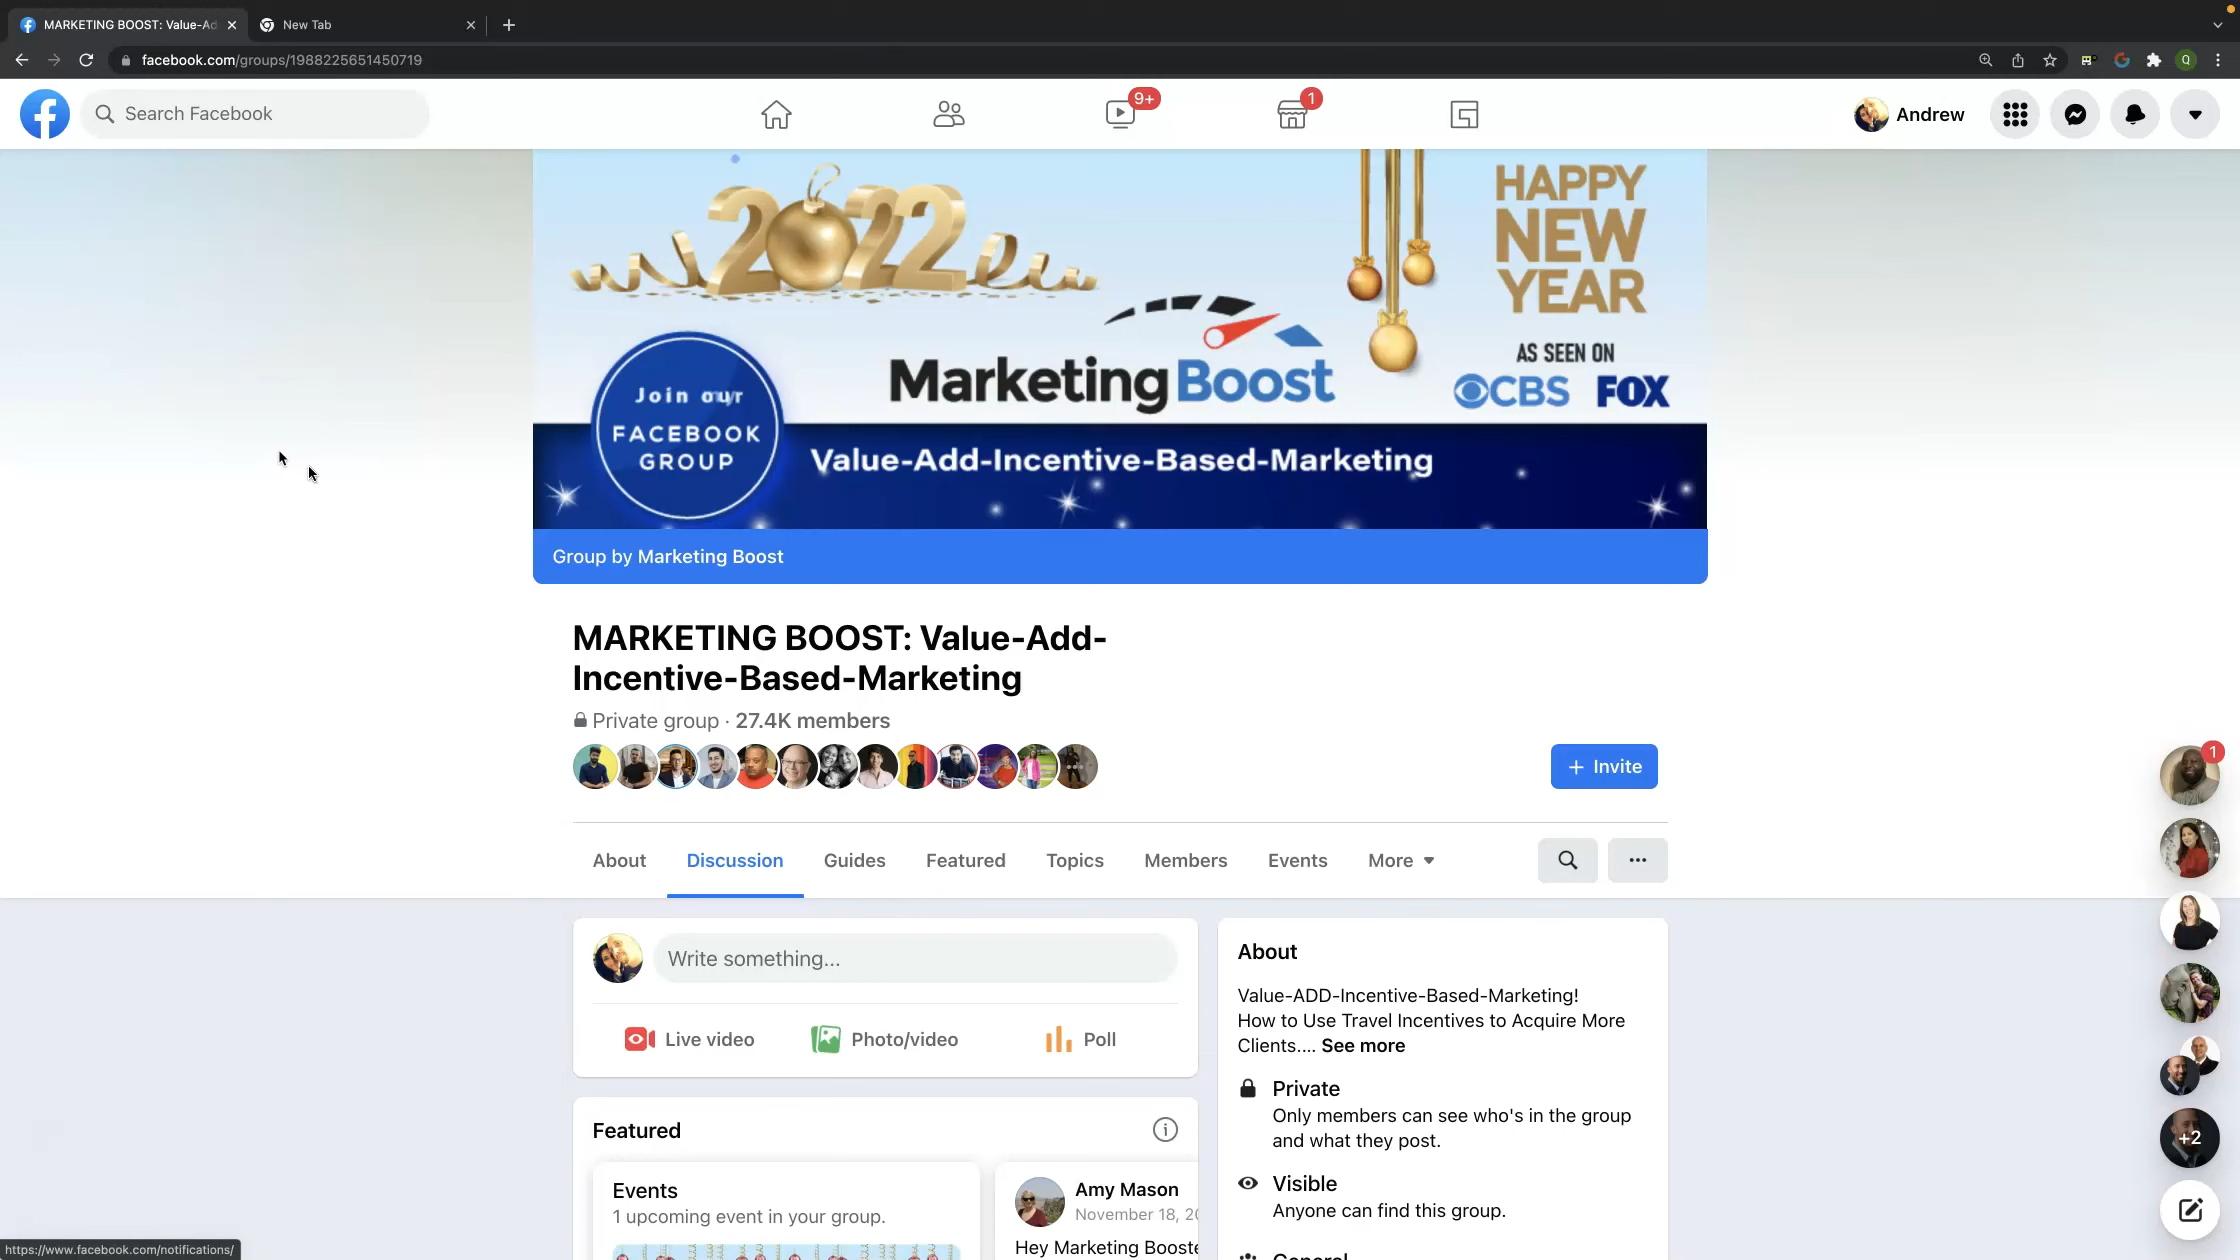 MARKETING BOOST: Value-Ad
New Tab
facebook.com/groups/1988225651450719
Q
Search Facebook
9+
1
Andrew
2022
HAPPY
NEW
YEAR
AS SEEN ON
CBS FOX
MarketingBoost
Join our
FACEBOOK
GROUP
Value-Add-Incentive-Based-Marketing
Group by Marketing Boost
MARKETING BOOST: Value-Add-
Incentive-Based-Marketing
Private group · 27.4K members
+ Invite
About Discussion Guides Featured Topics Members Events More
Write something...
Live video Photo/video Poll
Featured
Events
1 upcoming event in your group.
Amy Mason
November 18, 20
Hey Marketing Booste
About
Value-ADD-Incentive-Based-Marketing!
How to Use Travel Incentives to Acquire More
Clients.... See more
Private
Only members can see who's in the group
and what they post.
Visible
Anyone can find this group.
General
1
+2
https://www.facebook.com/notifications/